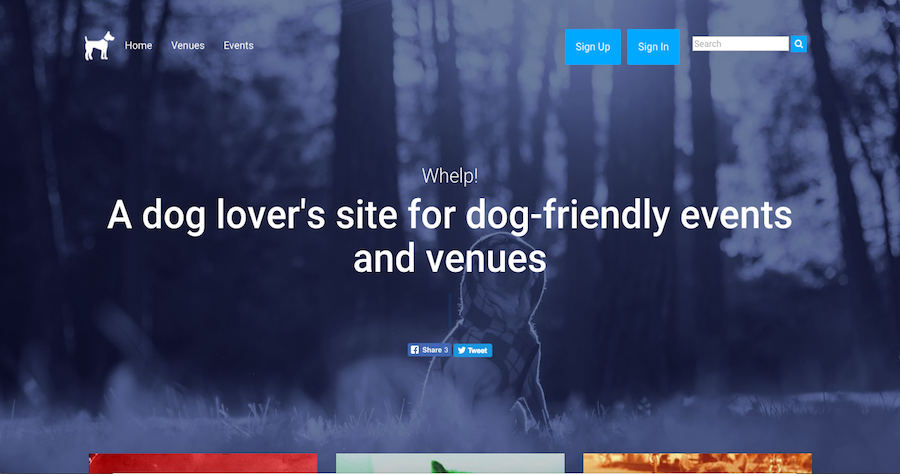 Home Venues Events Sign Up Sign In Search
Whelp!
A dog lover's site for dog-friendly events
and venues
Share 3 Tweet